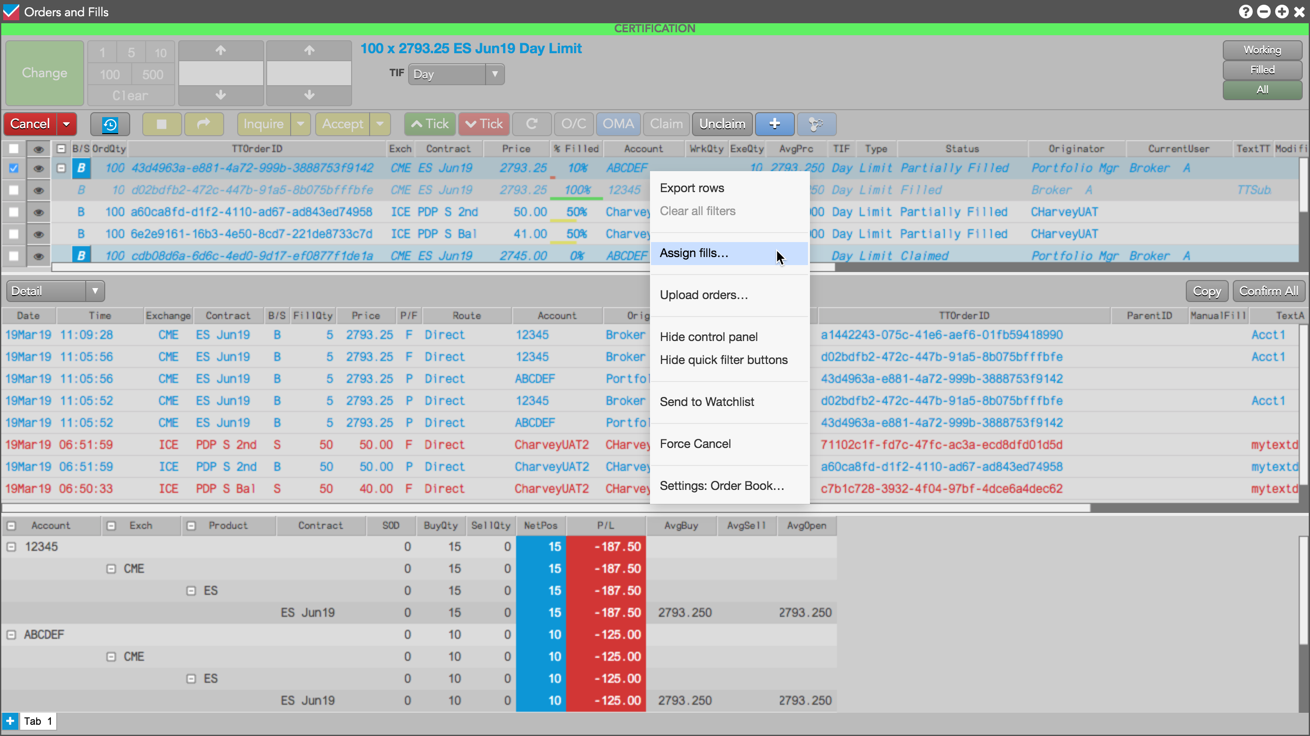 Orders and Fills
CERTIFICATION
Change 1 5 10 100 500 Clear
100 x 2793.25 ES Jun19 Day Limit
TIF Day
Working
Filled
All
Cancel Inquire Accept Tick Tick C O/C OMA Claim Unclaim
B/S OrdQty TTOrderID Exch Contract Price % Filled Account WrkQty ExeQty AvgPrc TIF Type Status Originator CurrentUser TextTT Modifi
B 100 43d4963a-e881-4a72-999b-3888753f9142 CME ES Jun19 2793.25 10% ABCDEF 10 2793.250 Day Limit Partially Filled Portfolio Mgr Broker A
B 10 d02bdfb2-472c-447b-91a5-8b075bfffbfe CME ES Jun19 2793.25 100% 12345 Day Limit Filled Broker A TTSub
100 a60ca8fd-d1f2-4110-ad67-ad843ed74958 ICE PDP S 2nd 50.00 50% Charvey 00 Day Limit Partially Filled CHarveyUAT
100 6e2e9161-16b3-4e50-8cd7-221de8733c7d ICE PDP S Bal 41.00 50% Charvey 00 Day Limit Partially Filled CHarveyUAT
B 100 cdb08d6a-6d6c-4ed0-9d17-ef0877f1de1a CME ES Jun19 2745.00 0% ABCDEF Day Limit Claimed Portfolio Mgr Broker A
Export rows
Clear all filters
Assign fills...
Upload orders...
Hide control panel
Hide quick filter buttons
Send to Watchlist
Force Cancel
Settings: Order Book...
Detail Copy Confirm All
Date Time Exchange Contract B/S FillQty Price P/F Route Account Orig TTOrderID ParentID ManualFill TextA
19Mar19 11:09:28 CME ES Jun19 B 5 2793.25 F Direct 12345 Broker a1442243-075c-41e6-aef6-01fb59418990 Acct1
19Mar19 11:05:56 CME ES Jun19 B 5 2793.25 F Direct 12345 Broker d02bdfb2-472c-447b-91a5-8b075bfffbfe Acct1
19Mar19 11:05:56 CME ES Jun19 B 5 2793.25 P Direct ABCDEF Portfo 43d4963a-e881-4a72-999b-3888753f9142
19Mar19 11:05:52 CME ES Jun19 B 5 2793.25 P Direct 12345 Broker d02bdfb2-472c-447b-91a5-8b075bfffbfe Acct1
19Mar19 11:05:52 CME ES Jun19 B 5 2793.25 P Direct ABCDEF Portfo 43d4963a-e881-4a72-999b-3888753f9142
19Mar19 06:51:59 ICE PDP S 2nd S 50 50.00 F Direct CharveyUAT2 CHarvey 71102c1f-fd7c-47fc-ac3a-ecd8dfd01d5d mytextd
19Mar19 06:51:59 ICE PDP S 2nd B 50 50.00 P Direct CharveyUAT2 CHarvey a60ca8fd-d1f2-4110-ad67-ad843ed74958 mytextd
19Mar19 06:50:33 ICE PDP S Bal S 50 40.00 F Direct CharveyUAT2 CHarvey c7b1c728-3932-4f04-97bf-4dce6a4dec62 mytextd
Account Exch Product Contract SOD BuyQty SellQty NetPos P/L AvgBuy AvgSell AvgOpen
12345 0 15 0 15 -187.50
CME 0 15 0 15 -187.50
ES 0 15 0 15 -187.50
ES Jun19 0 15 0 15 -187.50 2793.250 2793.250
ABCDEF 0 10 0 10 -125.00
CME 0 10 0 10 -125.00
ES 0 10 0 10 -125.00
ES Jun19 0 10 0 10 -125.00 2793.250 2793.250
Tab 1